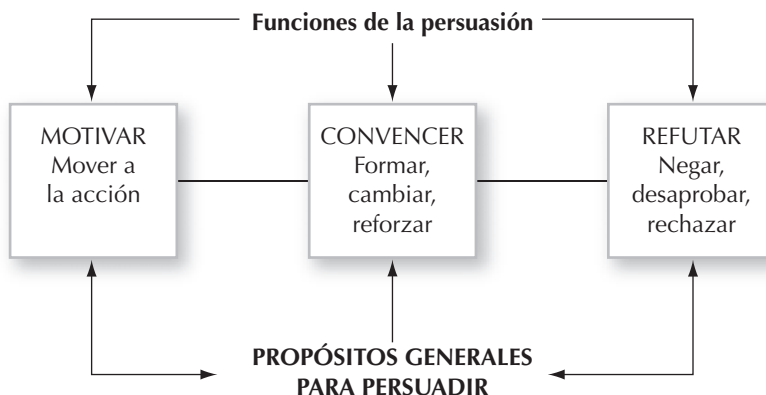 Funciones de la persuasión
MOTIVAR
Mover a
la acción
CONVENCER
Formar,
cambiar,
reforzar
REFUTAR
Negar,
desaprobar,
rechazar
PROPÓSITOS GENERALES
PARA PERSUADIR